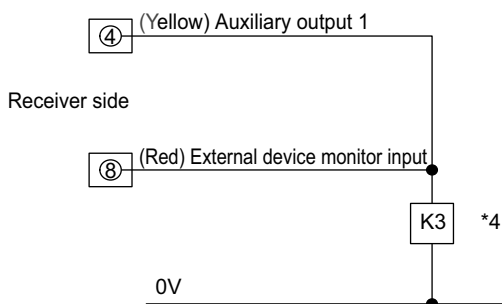 ④ (Yellow) Auxiliary output 1
Receiver side
⑧ (Red) External device monitor input
K3 *4
0V